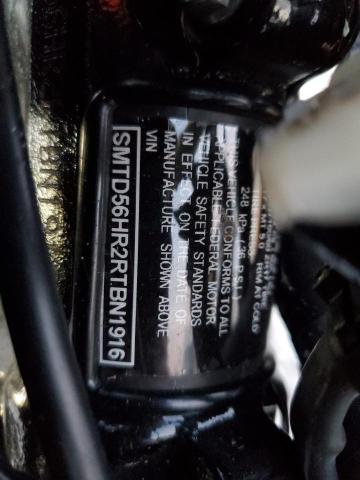 248 kPa (36 P.S.I.)
THIS VEHICLE CONFORMS TO ALL
APPLICABLE FEDERAL MOTOR
VEHICLE SAFETY STANDARDS
IN EFFECT ON THE DATE OF
MANUFACTURE SHOWN ABOVE
VIN
SMTD56HR2RTBN1916